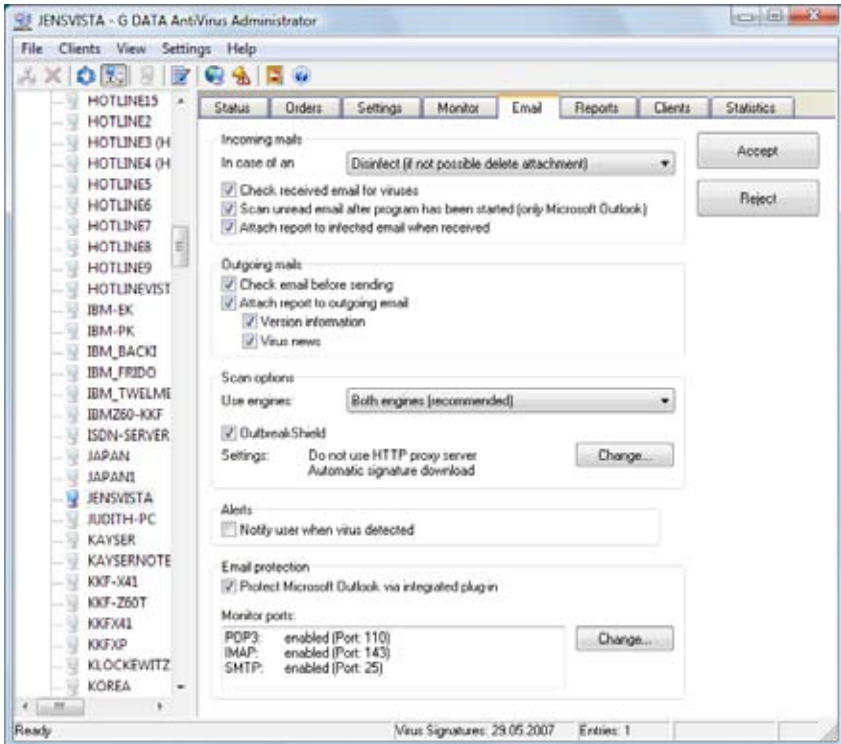 JENSVISTA - G DATA AntiVirus Administrator
File Clients View Settings Help
HOTLINE15
HOTLINE2
HOTLINE3 (H
HOTLINE4 (H
HOTLINE5
HOTLINE6
HOTLINE7
HOTLINE8
HOTLINE9
HOTLINEVIST
IBM-EK
IBM-PK
IBM_BACKI
IBM_FRIDO
IBM_TWELME
IBMZ60-KKF
ISDN-SERVER
JAPAN
JAPAN1
JENSVISTA
JUDITH-PC
KAYSER
KAYSERNOTE
KKF-X41
KKF-Z60T
KKFX41
KKFXP
KLOCKEWITZ
KOREA
Status Orders Settings Monitor Email Reports Clients Statistics
Incoming mails
In case of an Disinfect (if not possible delete attachment)
Check received email for viruses
Scan unread email after program has been started (only Microsoft Outlook)
Attach report to infected email when received
Accept
Reject
Outgoing mails
Check email before sending
Attach report to outgoing email
Version information
Virus news
Scan options
Use engines: Both engines (recommended)
OutbreakShield
Settings: Do not use HTTP proxy server
Automatic signature download
Change...
Alerts
Notify user when virus detected
Email protection
Protect Microsoft Outlook via integrated plug-in
Monitor ports:
POP3: enabled (Port: 110)
IMAP: enabled (Port: 143)
SMTP: enabled (Port: 25)
Change...
Ready Virus Signatures: 29.05.2007 Entries: 1